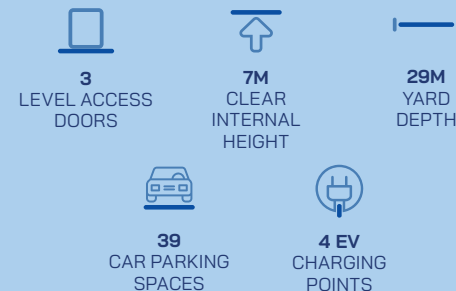 3
LEVEL ACCESS
DOORS
7M
CLEAR
INTERNAL
HEIGHT
29M
YARD
DEPTH
39
CAR PARKING
SPACES
4 EV
CHARGING
POINTS